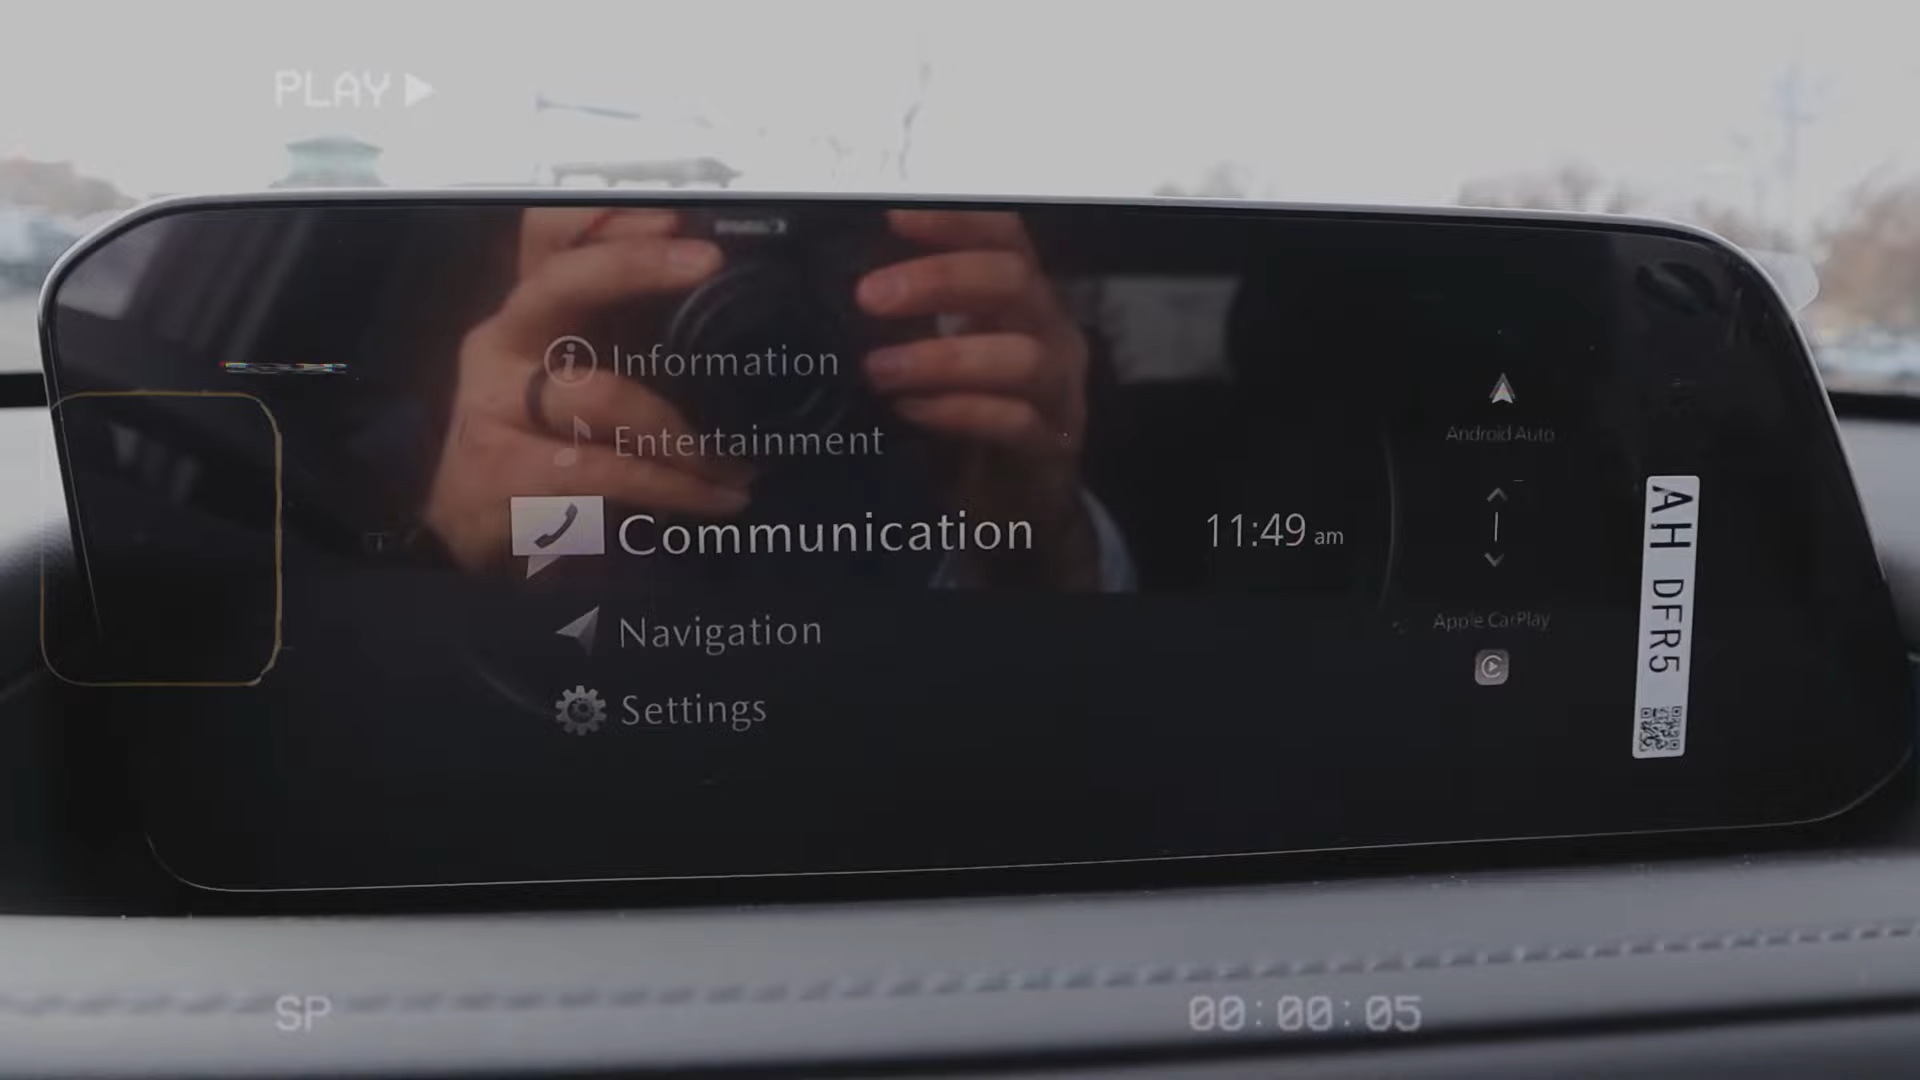 PLAY
Information
Entertainment
Communication
Navigation
Settings
11:49 am
Android Auto
Apple CarPlay
AH DFR5
SP
00:00:05